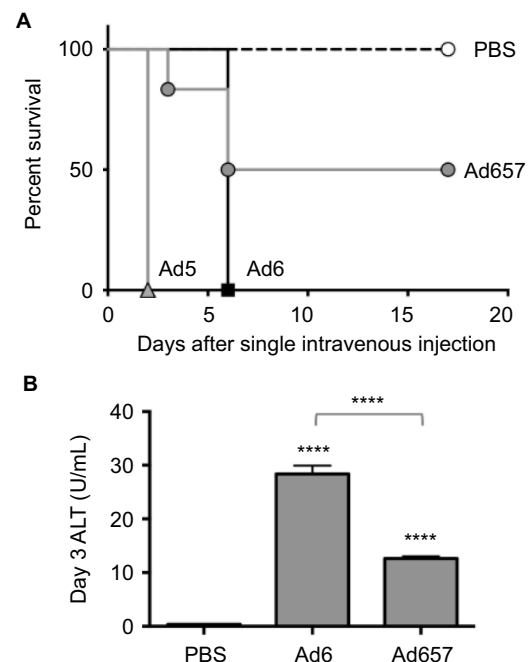 A
Percent survival
100
50
0
PBS
Ad657
Ad5
Ad6
0 5 10 15 20
Days after single intravenous injection
B
Day 3 ALT (U/mL)
40
30
20
10
0
****
****
****
PBS Ad6 Ad657